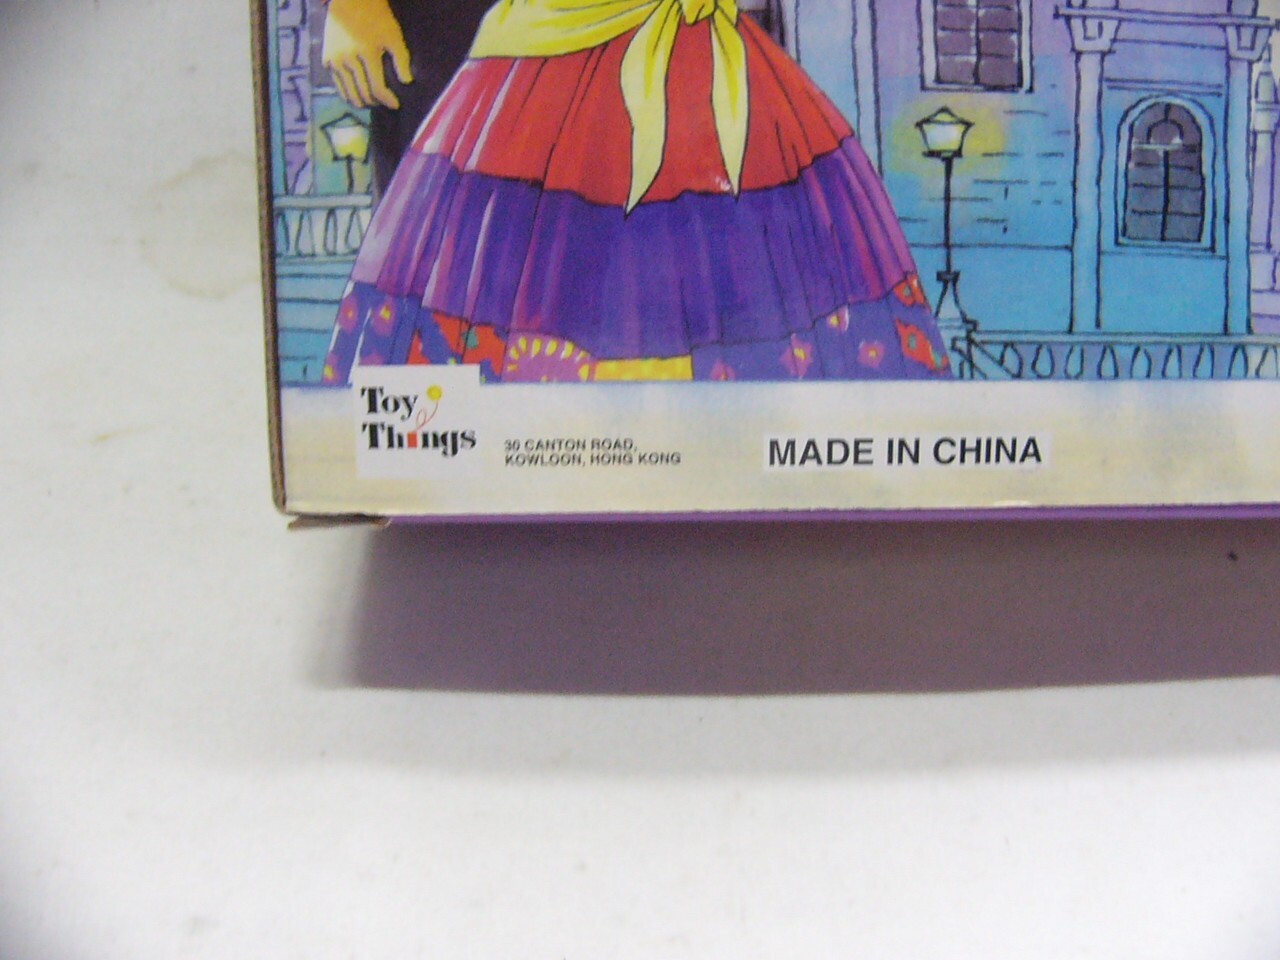 Toy
Things
30 CANTON ROAD,
KOWLOON, HONG KONG
MADE IN CHINA